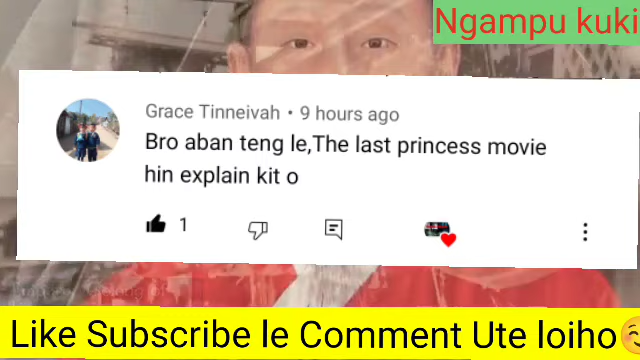 Ngampu kuki
Grace Tinneivah • 9 hours ago
Bro aban teng le,The last princess movie
hin explain kit o
1
Like Subscribe le Comment Ute loiho